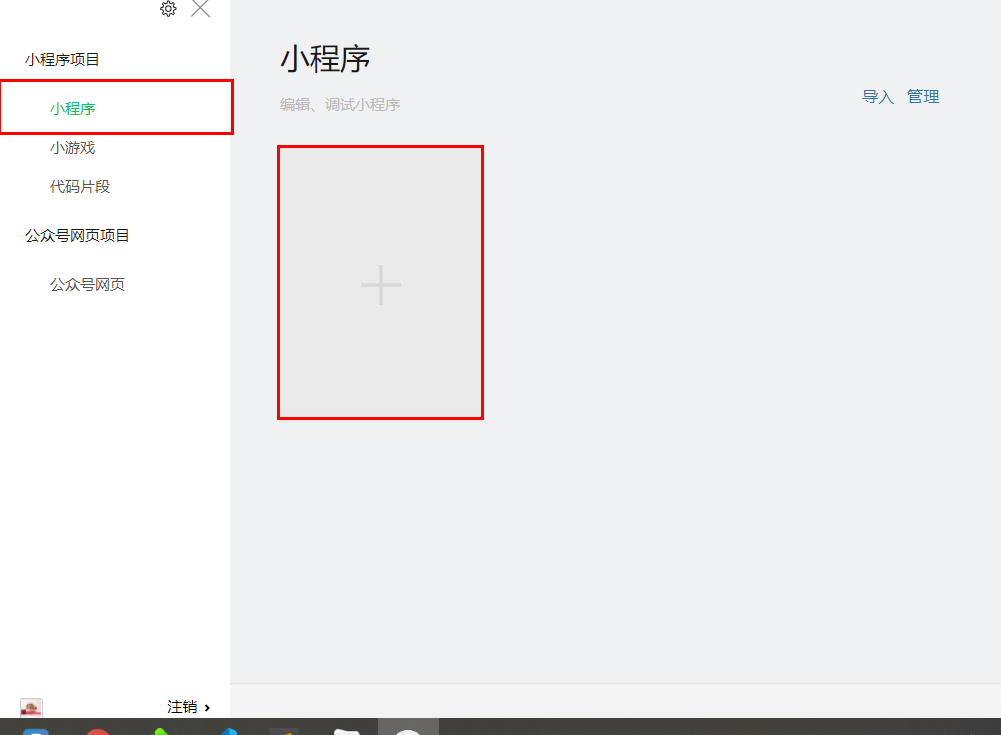 小程序项目
小程序
小游戏
代码片段
公众号网页项目
公众号网页
注销
小程序
编辑、调试小程序
导入 管理